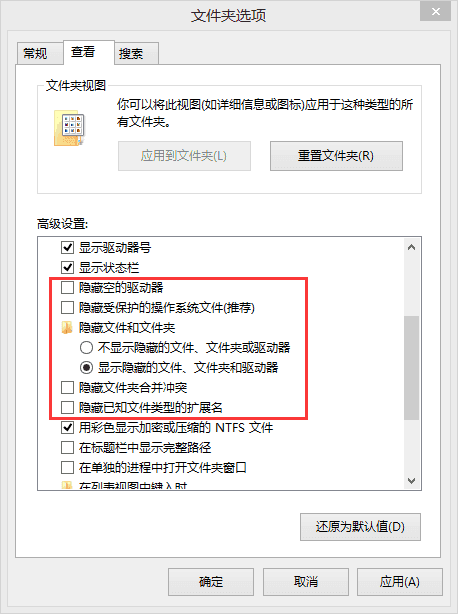 文件夹选项
常规 查看 搜索
文件夹视图
你可以将此视图(如详细信息或图标)应用于这种类型的所
有文件夹。
应用到文件夹(L) 重置文件夹(R)
高级设置:
显示驱动器号
显示状态栏
隐藏空的驱动器
隐藏受保护的操作系统文件(推荐)
隐藏文件和文件夹
不显示隐藏的文件、文件夹或驱动器
显示隐藏的文件、文件夹和驱动器
隐藏文件夹合并冲突
隐藏已知文件类型的扩展名
用彩色显示加密或压缩的 NTFS 文件
在标题栏中显示完整路径
在单独的进程中打开文件夹窗口
在列表视图中键入时
还原为默认值(D)
确定 取消 应用(A)